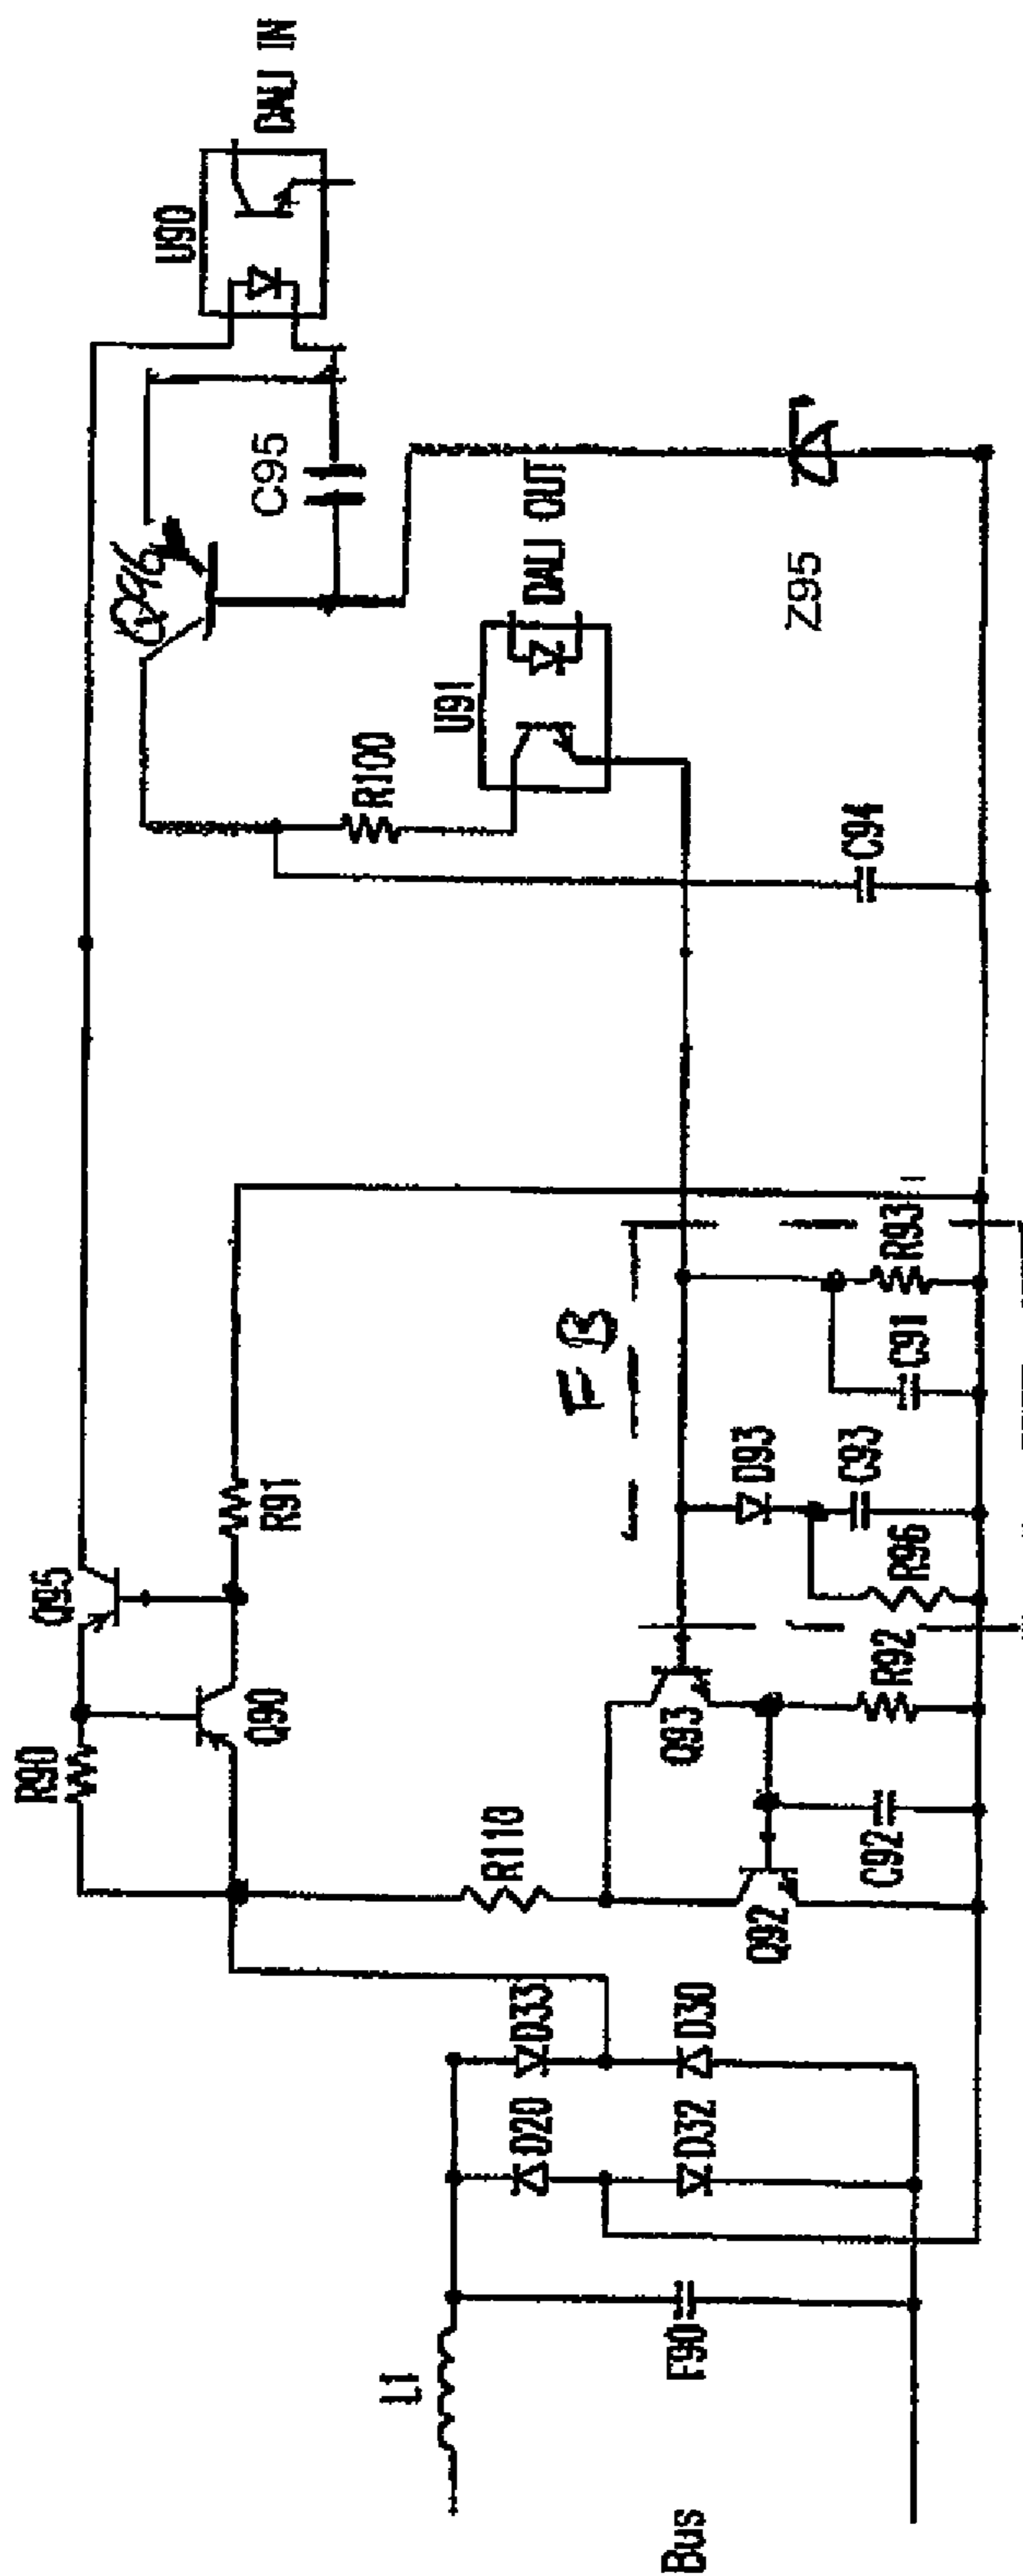 Bus
L1
F90
D20
D32
D33
D30
R90
R110
Q92
C92
Q90
Q93
R92
Q95
R96
D93
C93
R91
FB
C91
R93
C94
R100
U91
DALI OUT
Z95
Q96
C95
U90
DALI IN